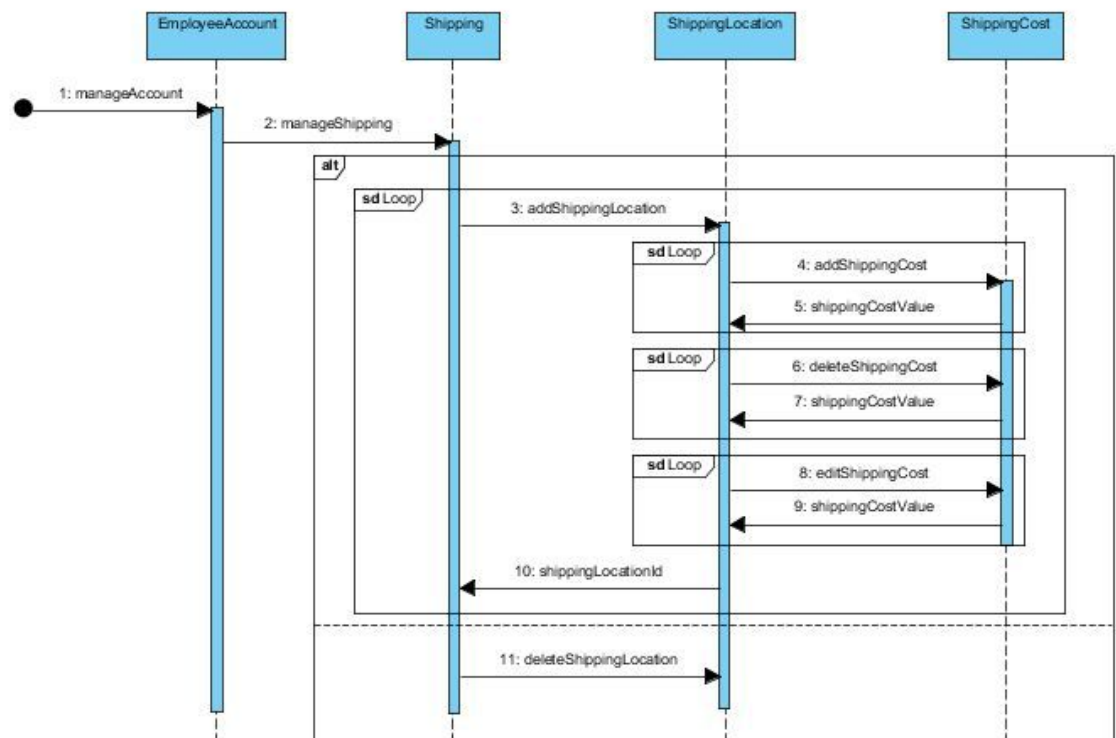 EmployeeAccount
Shipping
ShippingLocation
ShippingCost
1: manageAccount
2: manageShipping
alt
sd Loop
3: addShippingLocation
sd Loop
4: addShippingCost
5: shippingCostValue
sd Loop
6: deleteShippingCost
7: shippingCostValue
sd Loop
8: editShippingCost
9: shippingCostValue
10: shippingLocationId
11: deleteShippingLocation